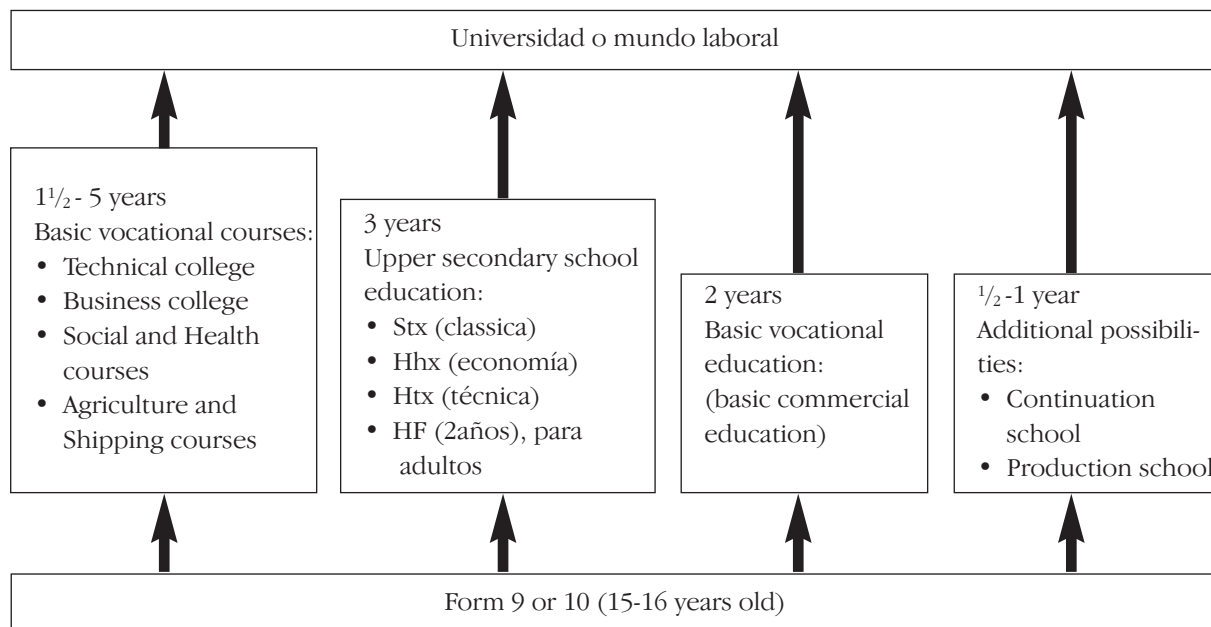 Universidad o mundo laboral
1 1/2 - 5 years
Basic vocational courses:
• Technical college
• Business college
• Social and Health
courses
• Agriculture and
Shipping courses
3 years
Upper secondary school
education:
• Stx (classica)
• Hhx (economía)
• Htx (técnica)
• HF (2años), para
adultos
2 years
Basic vocational
education:
(basic commercial
education)
1/2 -1 year
Additional possibili-
ties:
• Continuation
school
• Production school
Form 9 or 10 (15-16 years old)